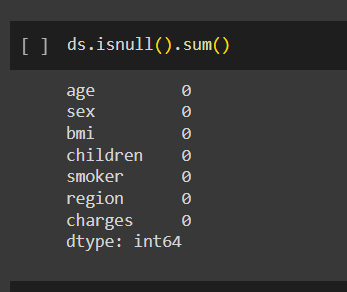 [ ] ds.isnull().sum()
age 0
sex 0
bmi 0
children 0
smoker 0
region 0
charges 0
dtype: int64